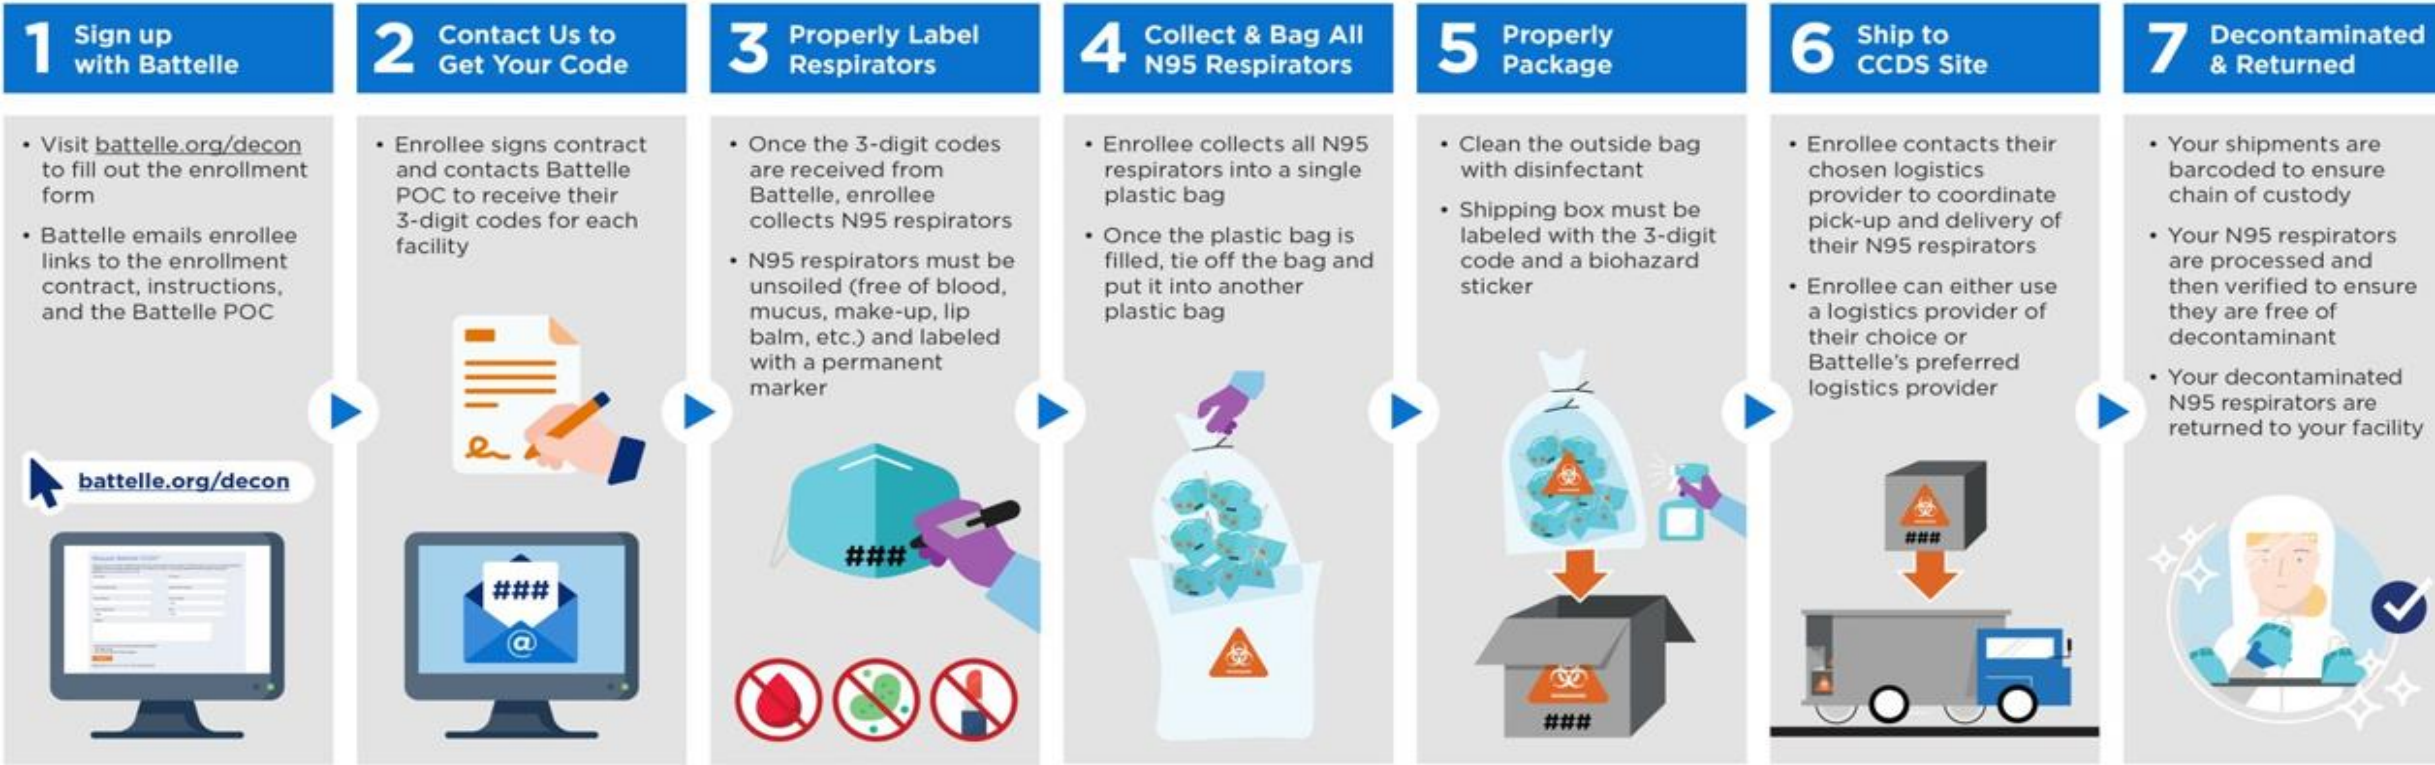 1 Sign up
with Battelle
• Visit battelle.org/decon
to fill out the enrollment
form
• Battelle emails enrollee
links to the enrollment
contract, instructions,
and the Battelle POC
battelle.org/decon
2 Contact Us to
Get Your Code
• Enrollee signs contract
and contacts Battelle
POC to receive their
3-digit codes for each
facility
###
@
3 Properly Label
Respirators
• Once the 3-digit codes
are received from
Battelle, enrollee
collects N95 respirators
• N95 respirators must be
unsoiled (free of blood,
mucus, make-up, lip
balm, etc.) and labeled
with a permanent
marker
###
4 Collect & Bag All
N95 Respirators
• Enrollee collects all N95
respirators into a single
plastic bag
• Once the plastic bag is
filled, tie off the bag and
put it into another
plastic bag
5 Properly
Package
• Clean the outside bag
with disinfectant
• Shipping box must be
labeled with the 3-digit
code and a biohazard
sticker
###
6 Ship to
CCDS Site
• Enrollee contacts their
chosen logistics
provider to coordinate
pick-up and delivery of
their N95 respirators
• Enrollee can either use
a logistics provider of
their choice or
Battelle's preferred
logistics provider
###
7 Decontaminated
& Returned
• Your shipments are
barcoded to ensure
chain of custody
• Your N95 respirators
are processed and
then verified to ensure
they are free of
decontaminant
• Your decontaminated
N95 respirators are
returned to your facility